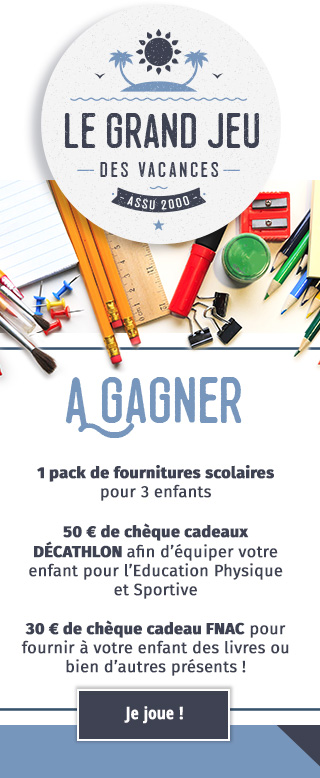 LE GRAND JEU
DES VACANCES
- ASSU 2000 -
A GAGNER
1 pack de fournitures scolaires
pour 3 enfants
50 € de chèque cadeaux
DÉCATHLON afin d’équiper votre
enfant pour l’Education Physique
et Sportive
30 € de chèque cadeau FNAC pour
fournir à votre enfant des livres ou
bien d’autres présents !
Je joue !